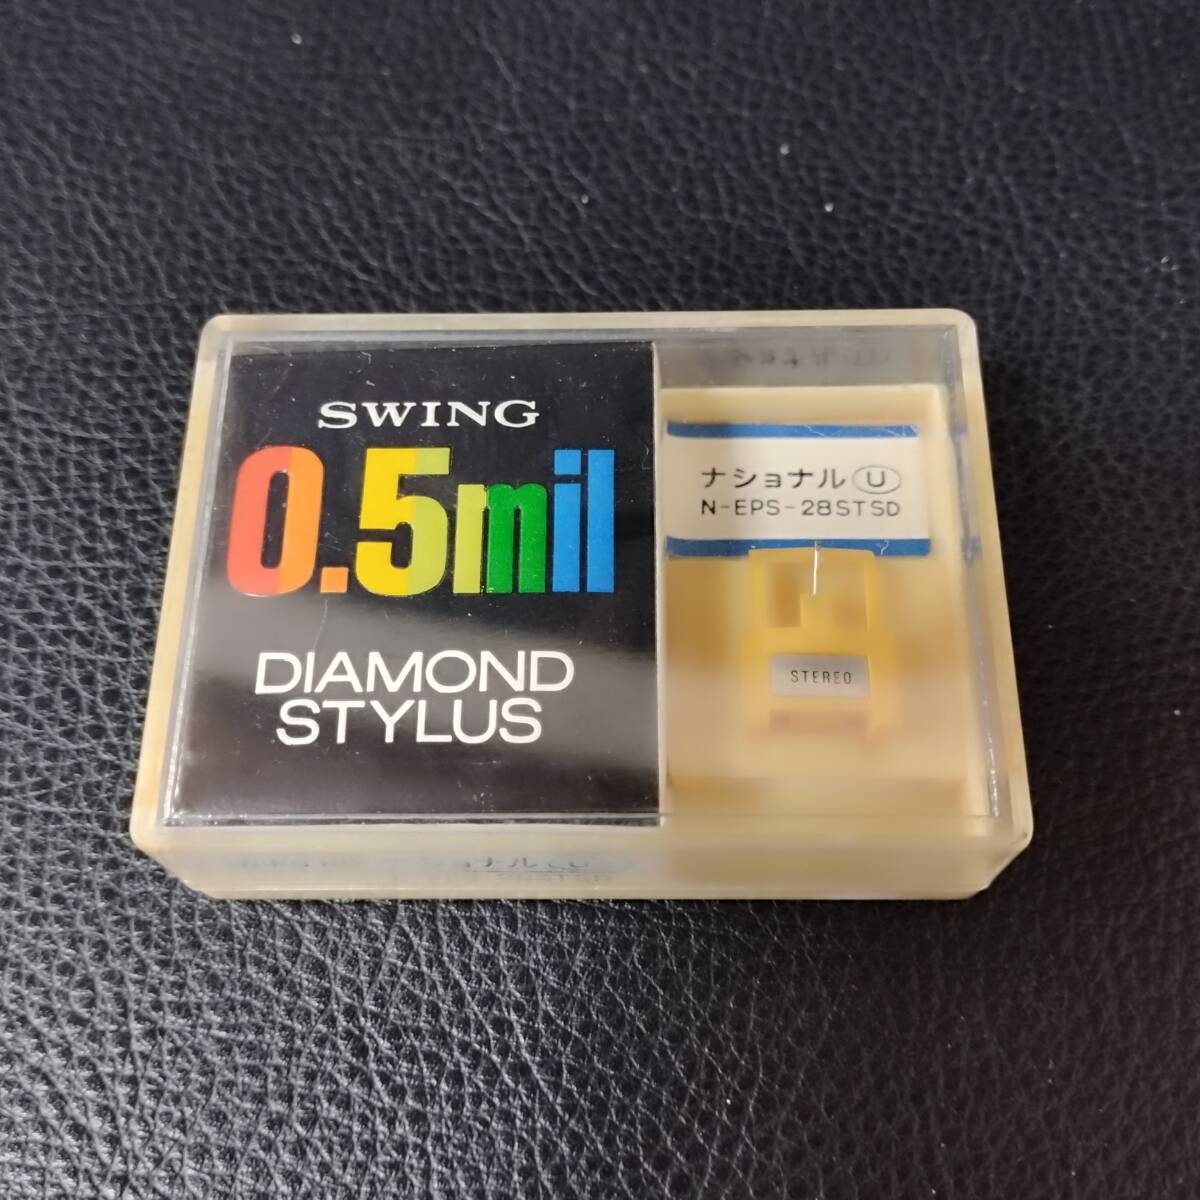 SWING
0.5mil
DIAMOND
STYLUS
ナショナル Ⓤ
N-EPS-28STSD
STEREO